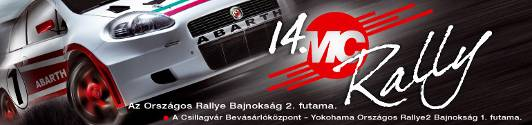 14. MC
Rally
ABARTH
ABARTH
1
Az Országos Rallye Bajnokság 2. futama.
A Csillagvár Bevásárlóközpont – Yokohama Országos Rallye2 Bajnokság 1. futama.